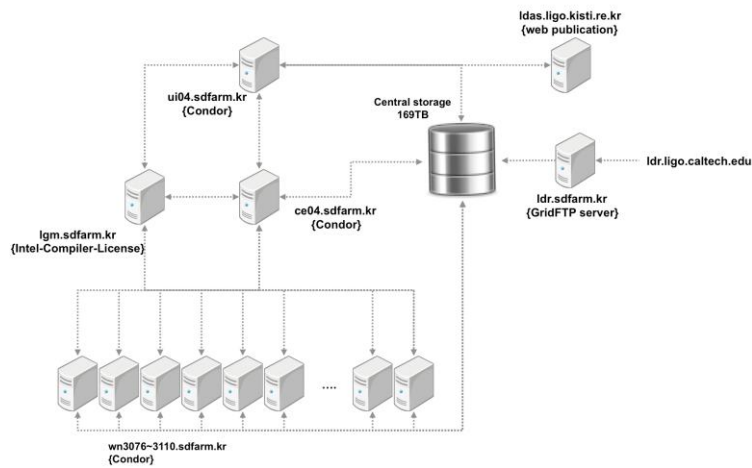 ldas.ligo.kisti.re.kr
{web publication}
ui04.sdfarm.kr
{Condor}
Central storage
169TB
ldr.ligo.caltech.edu
ldr.sdfarm.kr
{GridFTP server}
ce04.sdfarm.kr
{Condor}
lgm.sdfarm.kr
{Intel-Compiler-License}
....
wn3076~3110.sdfarm.kr
{Condor}